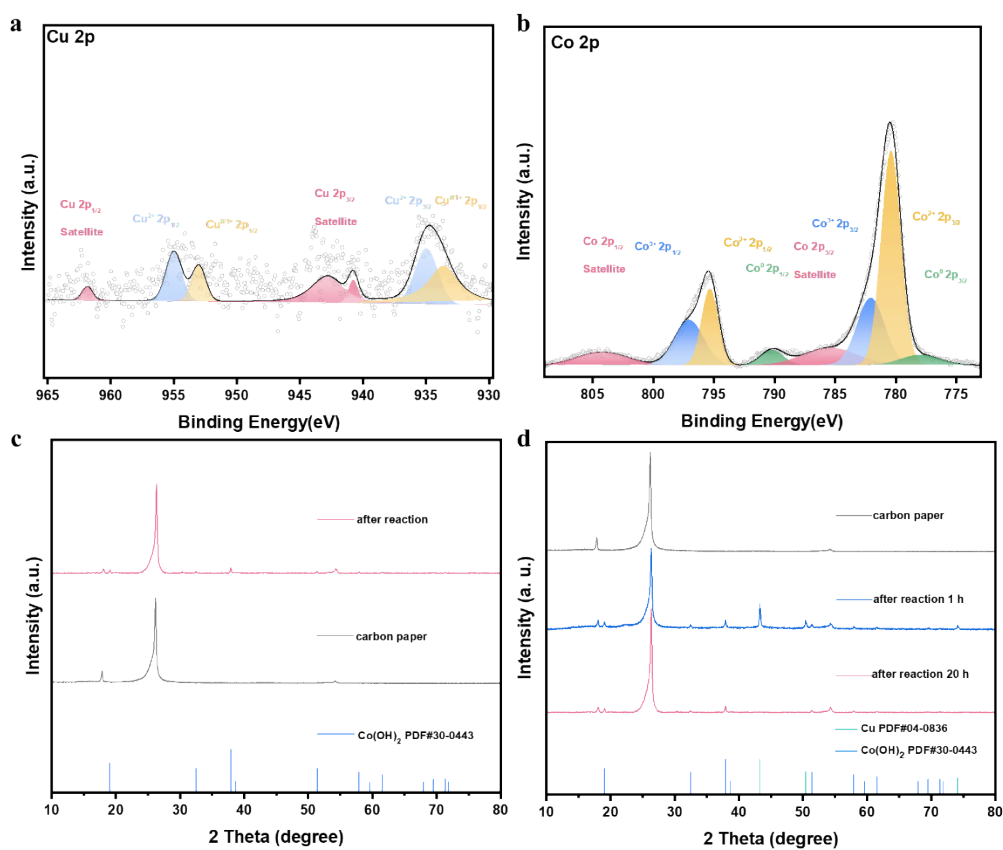 a
Cu 2p
Intensity (a.u.)
Cu 2p1/2
Satellite
Cu2+ 2p1/2
2p1/2
Cu 2p3/2
Satellite
Cu2+ 2p3/2
965 960 955 950 945 940 935 930
Binding Energy(eV)
b
Co 2p
Intensity (a.u.)
Co 2p1/2
Satellite
Co3+ 2p1/2
Co2+ 2p1/2
Co0 2p1/2
Co 2p3/2
Satellite
Co3+ 2p3/2
Co2+ 2p3/2
Co0 2p3/2
805 800 795 790 785 780 775
Binding Energy(eV)
c
Intensity (a.u.)
after reaction
carbon paper
Co(OH)2 PDF#30-0443
10 20 30 40 50 60 70 80
2 Theta (degree)
d
Intensity (a. u.)
carbon paper
after reaction 1 h
after reaction 20 h
Cu PDF#04-0836
Co(OH)2 PDF#30-0443
10 20 30 40 50 60 70 80
2 Theta (degree)